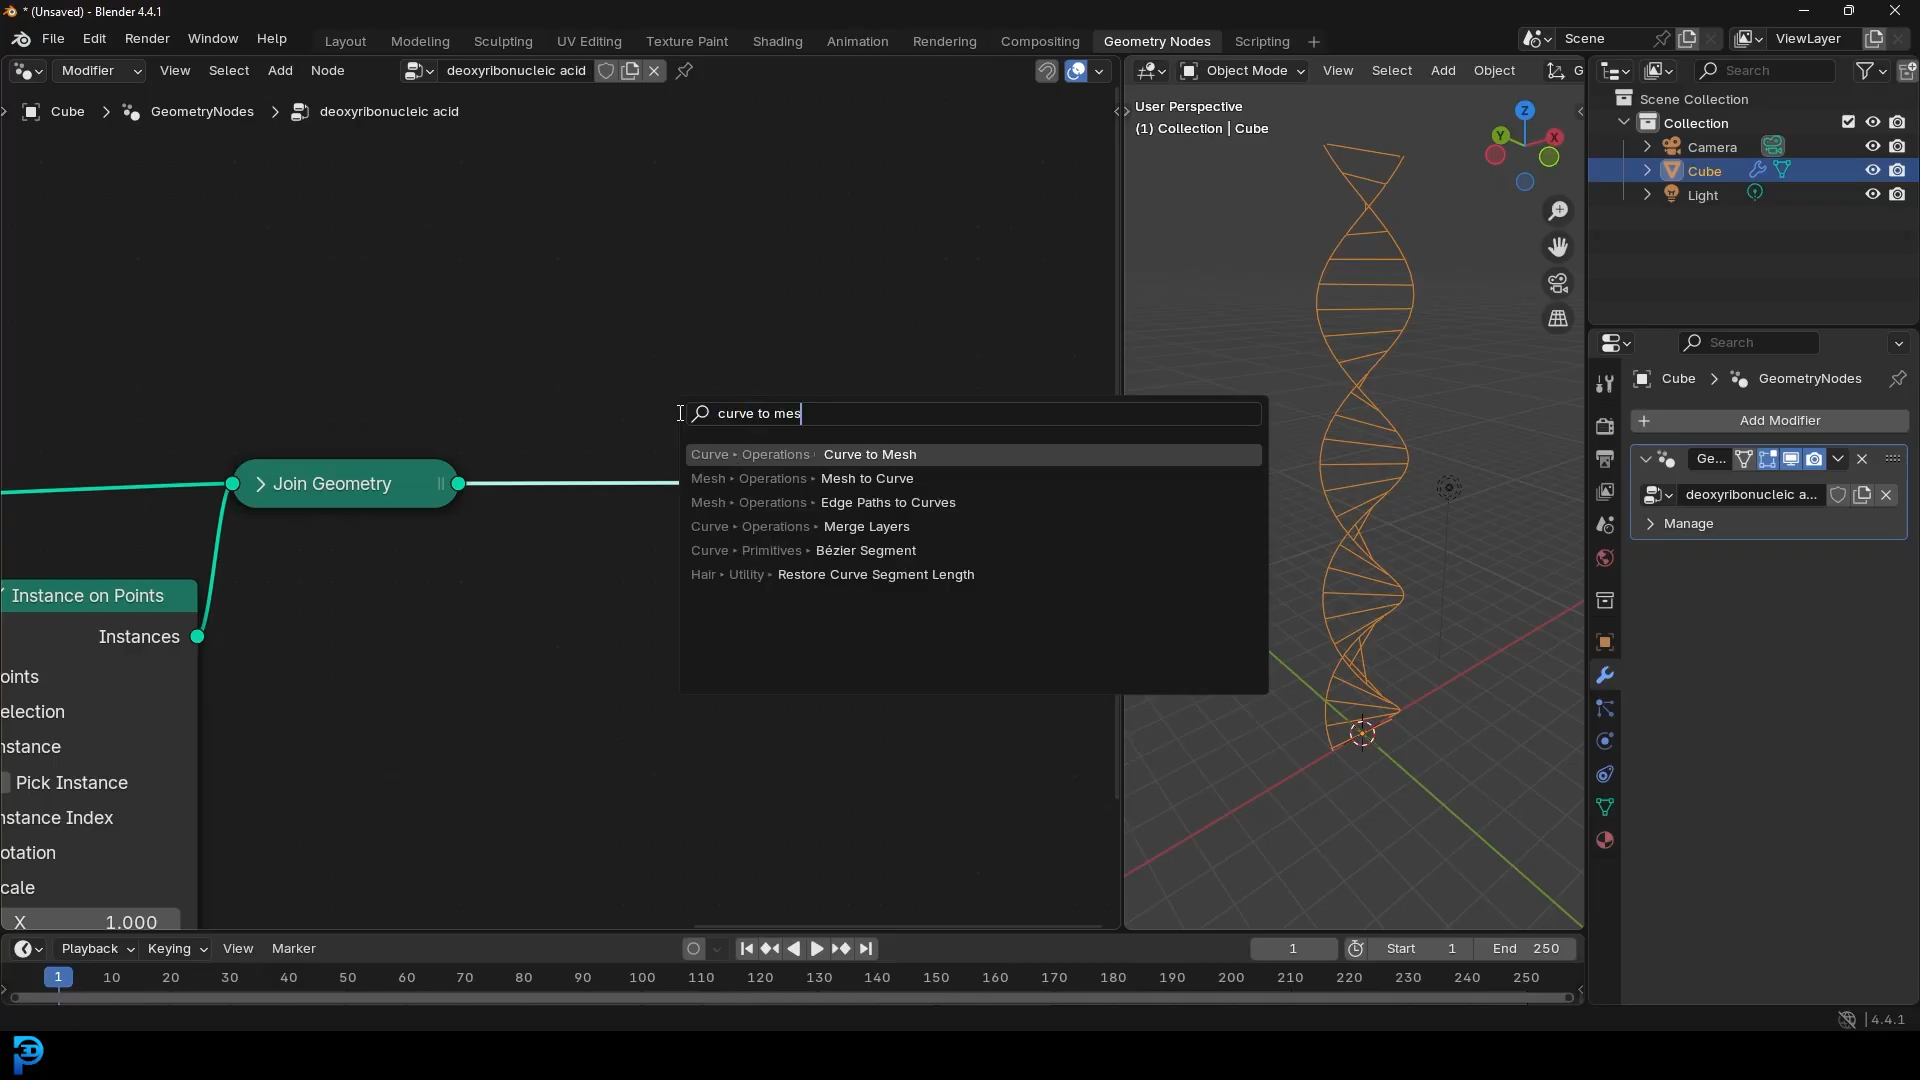 * (Unsaved) - Blender 4.4.1
File Edit Render Window Help
Layout Modeling Sculpting UV Editing Texture Paint Shading Animation Rendering Compositing Geometry Nodes Scripting +
Scene ViewLayer
Modifier View Select Add Node deoxyribonucleic acid
Object Mode View Select Add Object G
Search
Cube > GeometryNodes > deoxyribonucleic acid
User Perspective
(1) Collection | Cube
Z
Y
X
Scene Collection
Collection
Camera
Cube
Light
Search
Cube > GeometryNodes
+ Add Modifier
Ge...
deoxyribonucleic a...
Manage
curve to mes
Curve ▸ Operations ▸ Curve to Mesh
Mesh ▸ Operations ▸ Mesh to Curve
Mesh ▸ Operations ▸ Edge Paths to Curves
Curve ▸ Operations ▸ Merge Layers
Curve ▸ Primitives ▸ Bézier Segment
Hair ▸ Utility ▸ Restore Curve Segment Length
Join Geometry
Instance on Points
Instances
oints
election
nstance
Pick Instance
nstance Index
otation
cale
X 1.000
Playback Keying View Marker
1 Start 1 End 250
1 10 20 30 40 50 60 70 80 90 100 110 120 130 140 150 160 170 180 190 200 210 220 230 240 250
4.4.1
3D